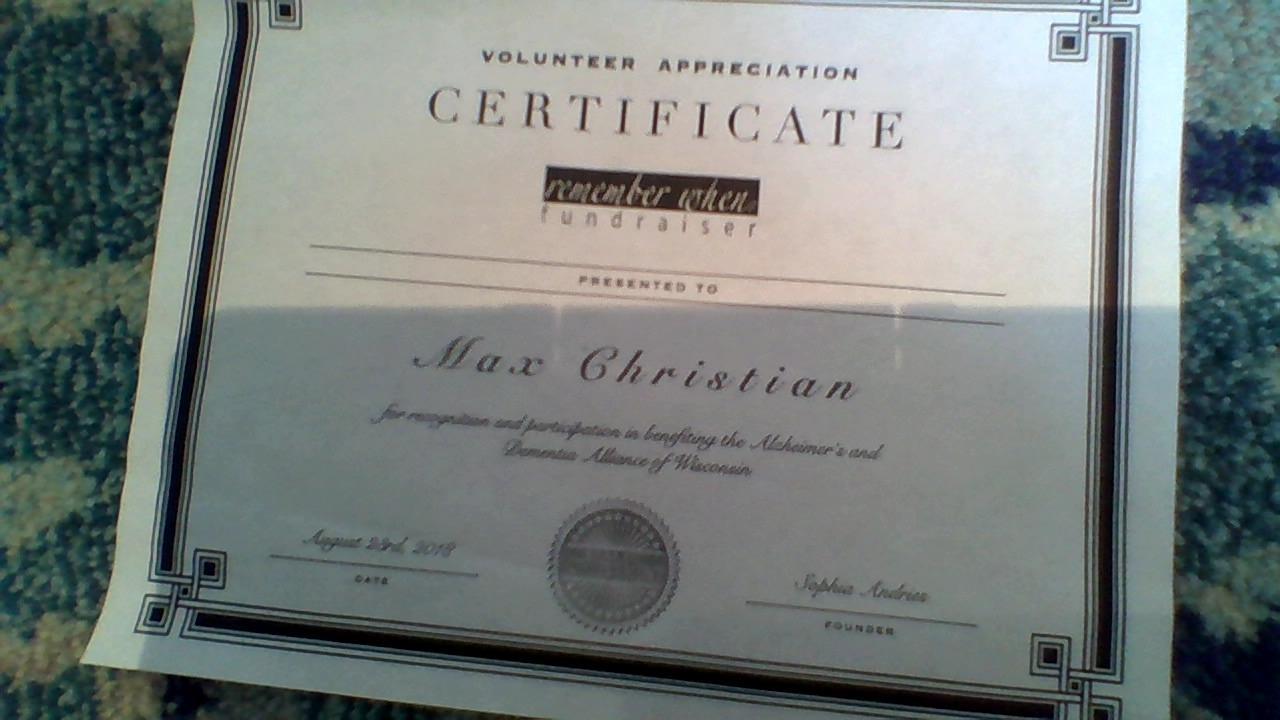 VOLUNTEER APPRECIATION
CERTIFICATE
remember when
fundraiser
PRESENTED TO
Max Christian
for recognition and participation in benefiting the Alzheimer's and
Dementia Alliance of Wisconsin
August 23rd, 2018
DATE
Sophia Andries
FOUNDER